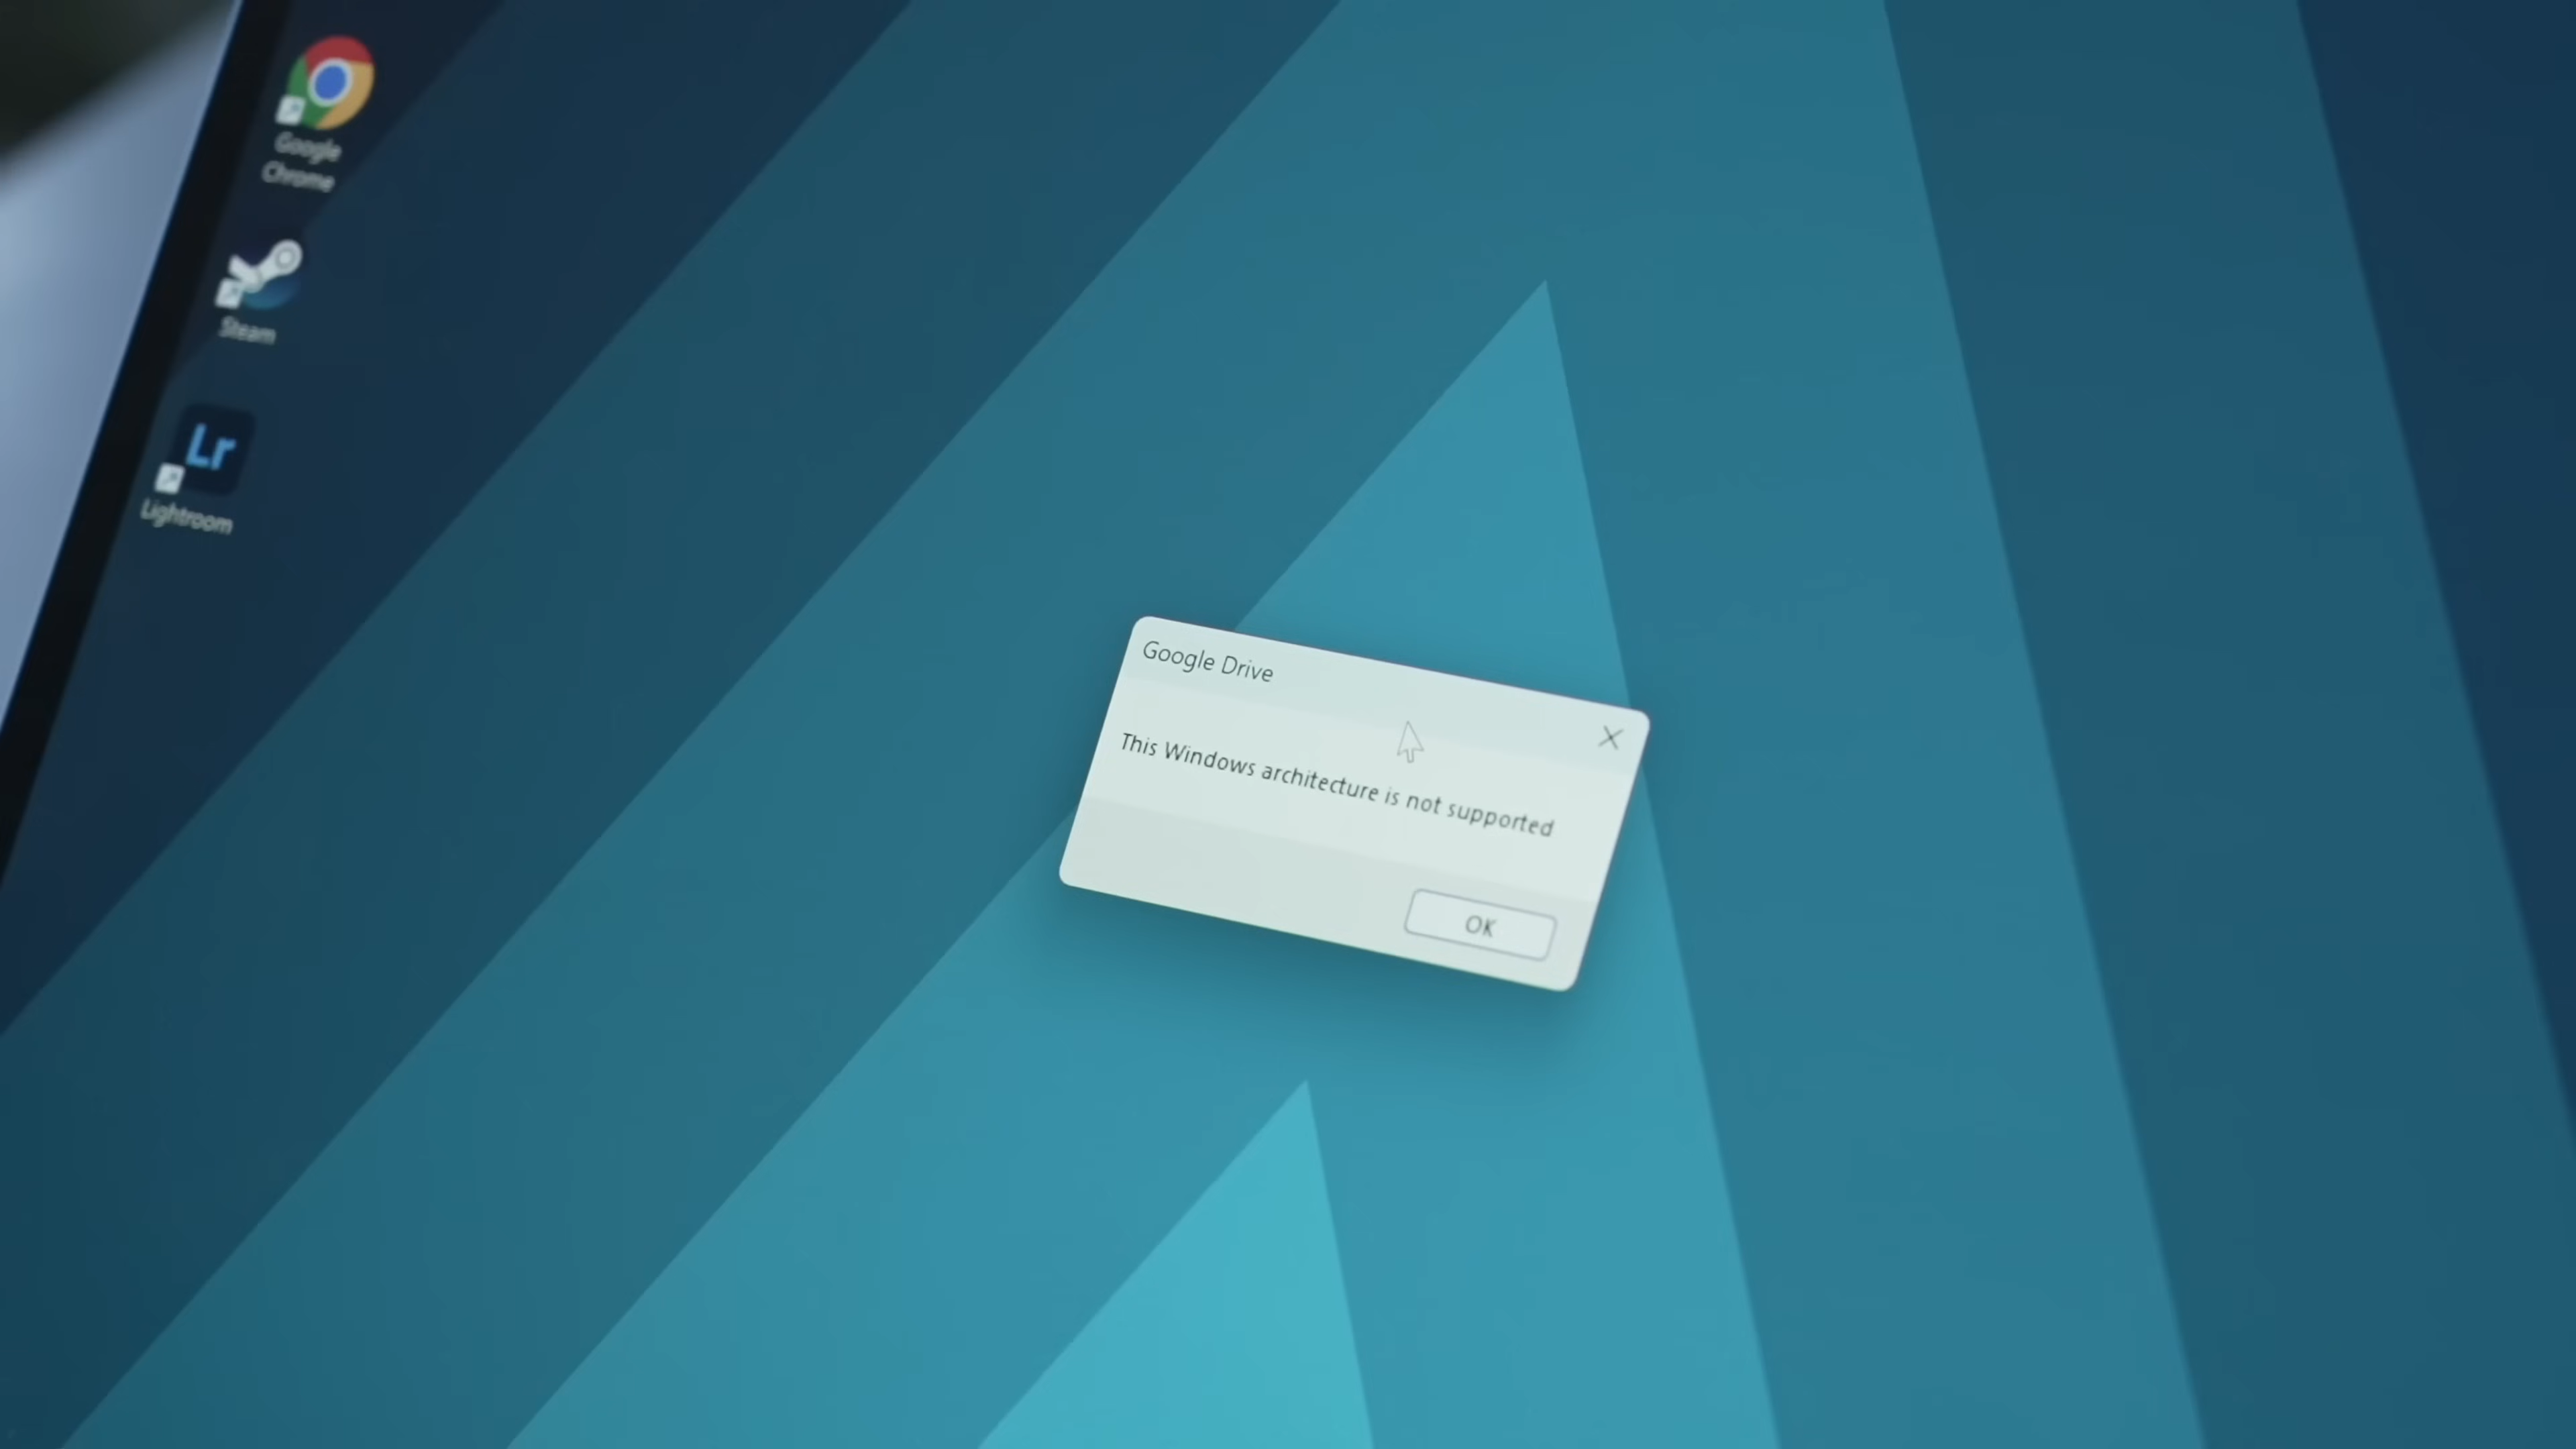 Google
Chrome
Steam
Lr
Lightroom
Google Drive
This Windows architecture is not supported
OK